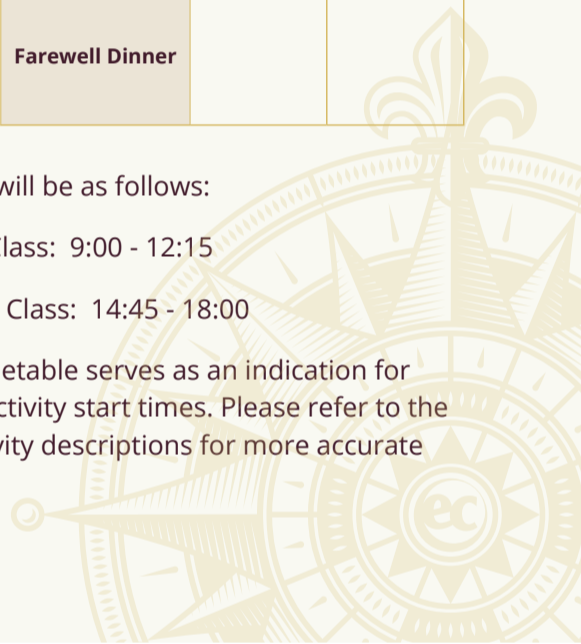 Farewell Dinner
will be as follows:
Class: 9:00 - 12:15
Class: 14:45 - 18:00
etable serves as an indication for
ctivity start times. Please refer to the
vity descriptions for more accurate
ec